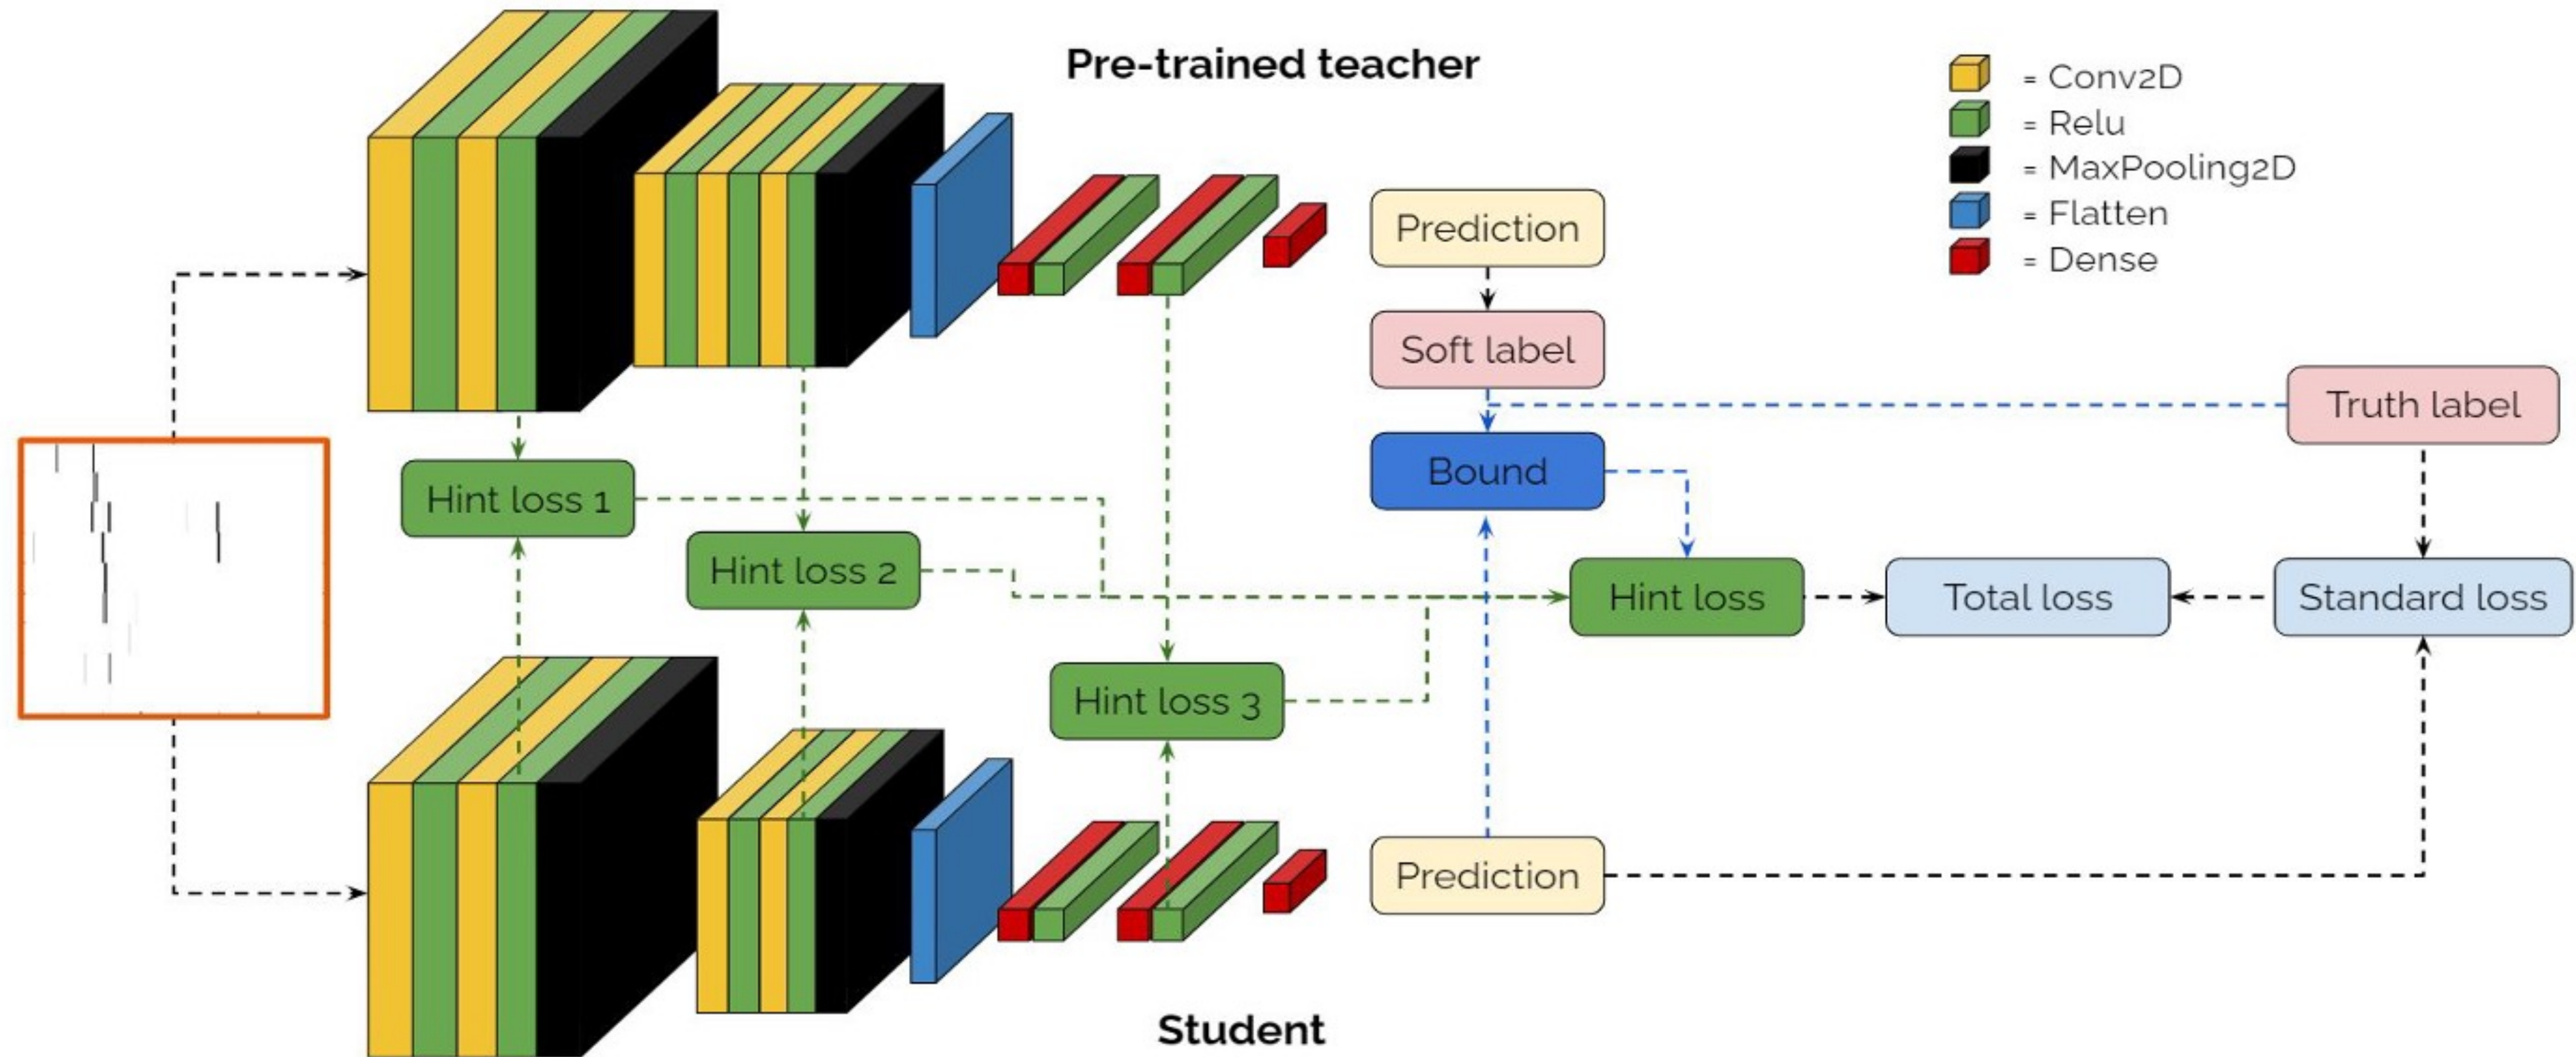 Pre-trained teacher
= Conv2D
= Relu
= MaxPooling2D
= Flatten
= Dense
Prediction
Soft label
Truth label
Bound
Hint loss 1
Hint loss 2
Hint loss
Total loss
Standard loss
Hint loss 3
Prediction
Student